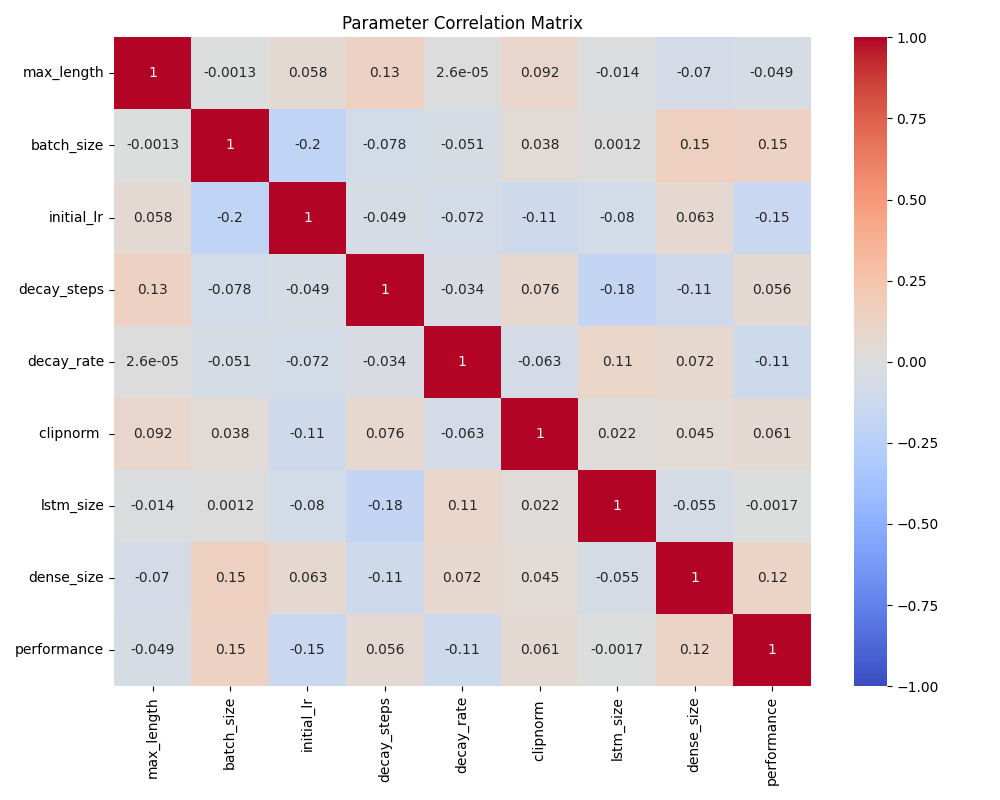 Parameter Correlation Matrix
max_length 1 -0.0013 0.058 0.13 2.6e-05 0.092 -0.014 -0.07 -0.049
batch_size -0.0013 1 -0.2 -0.078 -0.051 0.038 0.0012 0.15 0.15
initial_lr 0.058 -0.2 1 -0.049 -0.072 -0.11 -0.08 0.063 -0.15
decay_steps 0.13 -0.078 -0.049 1 -0.034 0.076 -0.18 -0.11 0.056
decay_rate 2.6e-05 -0.051 -0.072 -0.034 1 -0.063 0.11 0.072 -0.11
clipnorm 0.092 0.038 -0.11 0.076 -0.063 1 0.022 0.045 0.061
lstm_size -0.014 0.0012 -0.08 -0.18 0.11 0.022 1 -0.055 -0.0017
dense_size -0.07 0.15 0.063 -0.11 0.072 0.045 -0.055 1 0.12
performance -0.049 0.15 -0.15 0.056 -0.11 0.061 -0.0017 0.12 1
max_length batch_size initial_lr decay_steps decay_rate clipnorm lstm_size dense_size performance
1.00
0.75
0.50
0.25
0.00
−0.25
−0.50
−0.75
−1.00